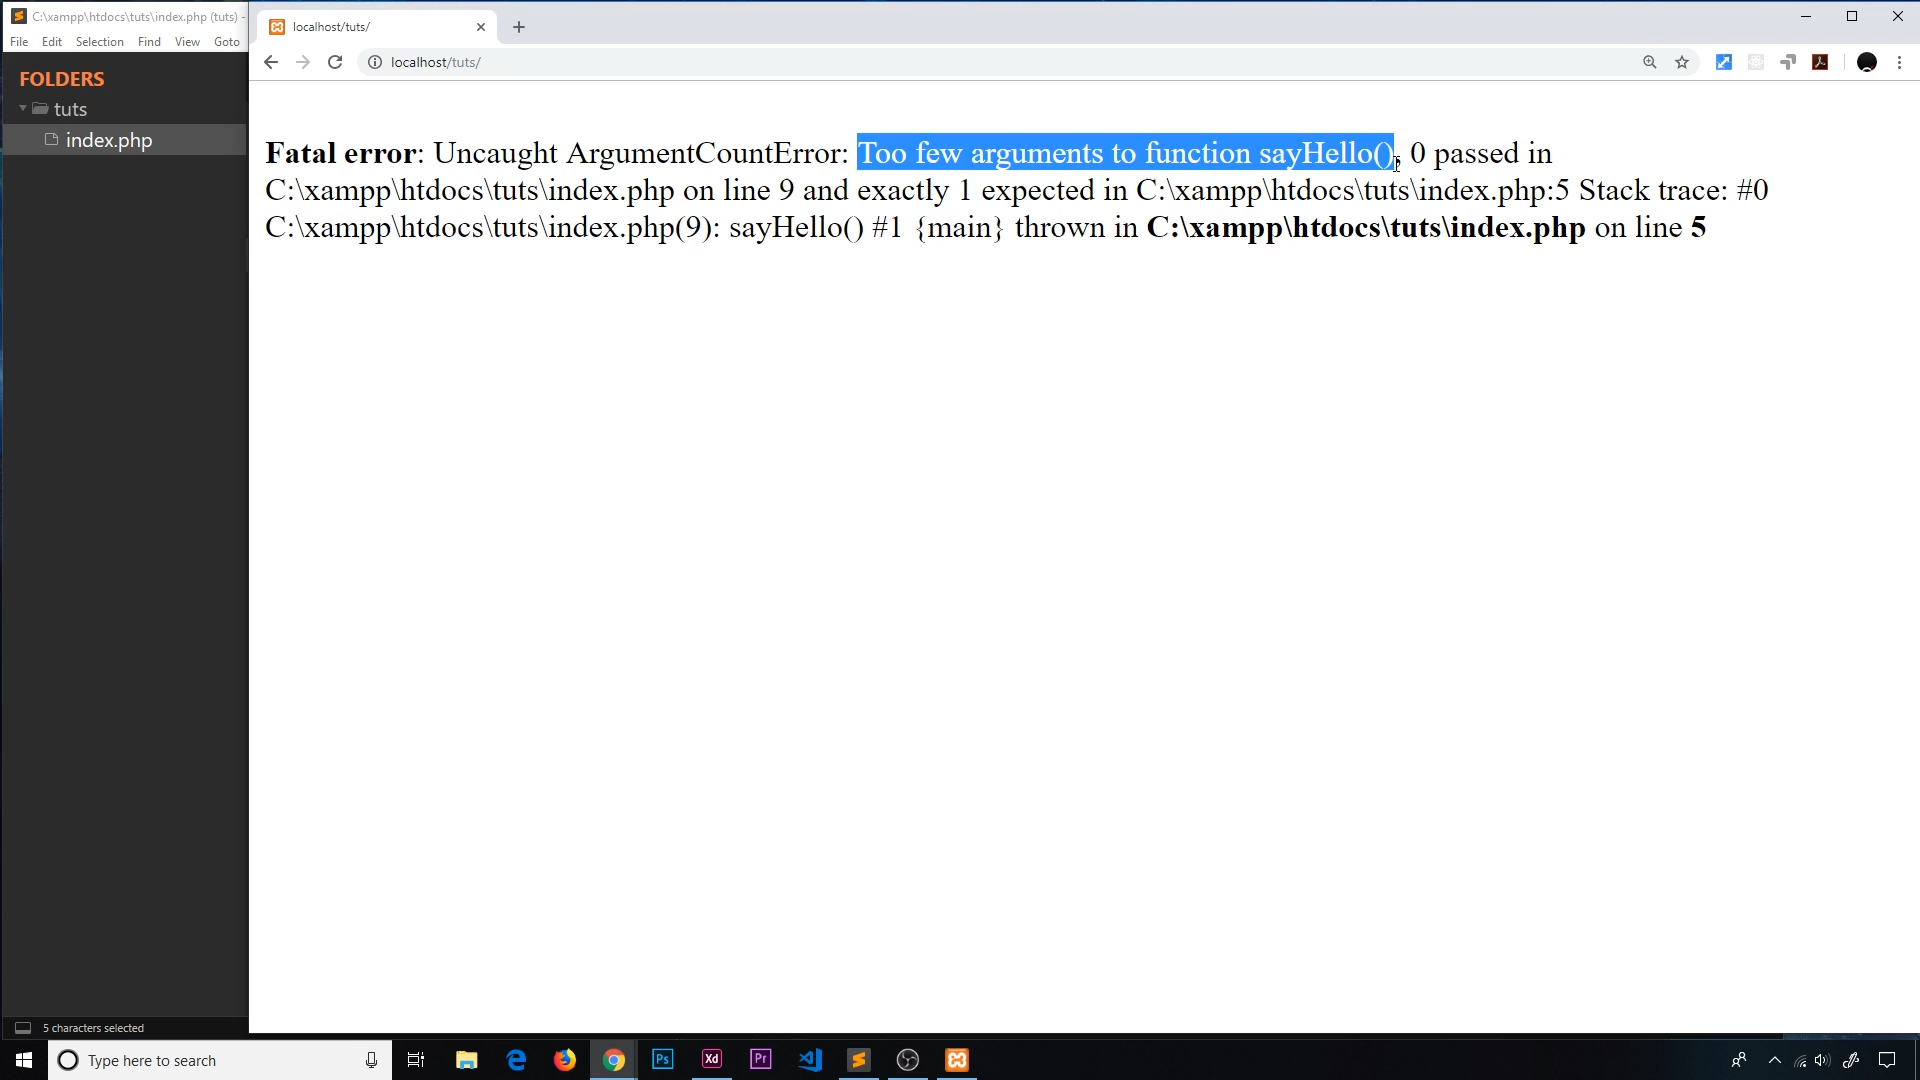 C:\xampp\htdocs\tuts\index.php (tuts) -
File Edit Selection Find View Goto
FOLDERS
tuts
index.php
5 characters selected
localhost/tuts/
localhost/tuts/
Fatal error: Uncaught ArgumentCountError: Too few arguments to function sayHello(), 0 passed in
C:\xampp\htdocs\tuts\index.php on line 9 and exactly 1 expected in C:\xampp\htdocs\tuts\index.php:5 Stack trace: #0
C:\xampp\htdocs\tuts\index.php(9): sayHello() #1 {main} thrown in C:\xampp\htdocs\tuts\index.php on line 5
Type here to search
Ps
Xd
Pr